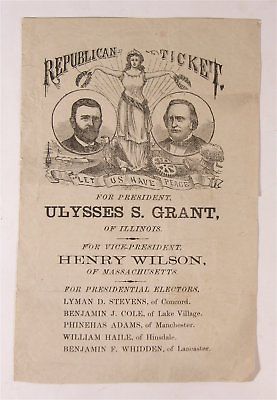 REPUBLICAN TICKET.
LET US HAVE PEACE
FOR PRESIDENT,
ULYSSES S. GRANT,
OF ILLINOIS.
FOR VICE-PRESIDENT,
HENRY WILSON,
OF MASSACHUSETTS.
FOR PRESIDENTIAL ELECTORS,
LYMAN D. STEVENS, of Concord.
BENJAMIN J. COLE, of Lake Village.
PHINEHAS ADAMS, of Manchester.
WILLIAM HAILE, of Hinsdale.
BENJAMIN F. WHIDDEN, of Lancaster.